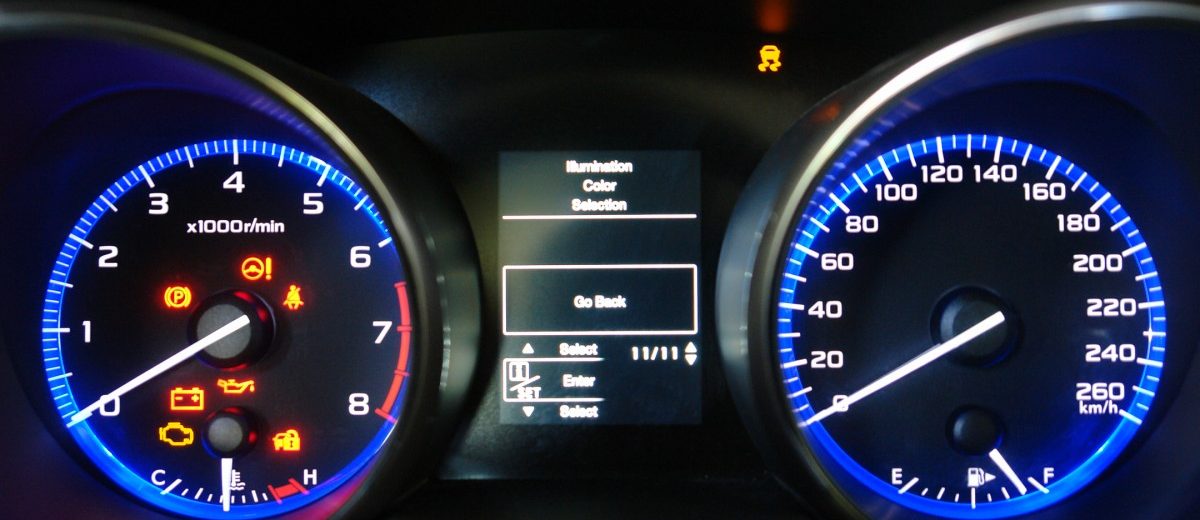 0
1
2
3
4
5
6
7
8
x1000r/min
P
C
H
Illumination
Color
Selection
Go Back
Select
11/11
i
SET
Enter
Select
0
20
40
60
80
100
120
140
160
180
200
220
240
260
km/h
E
F